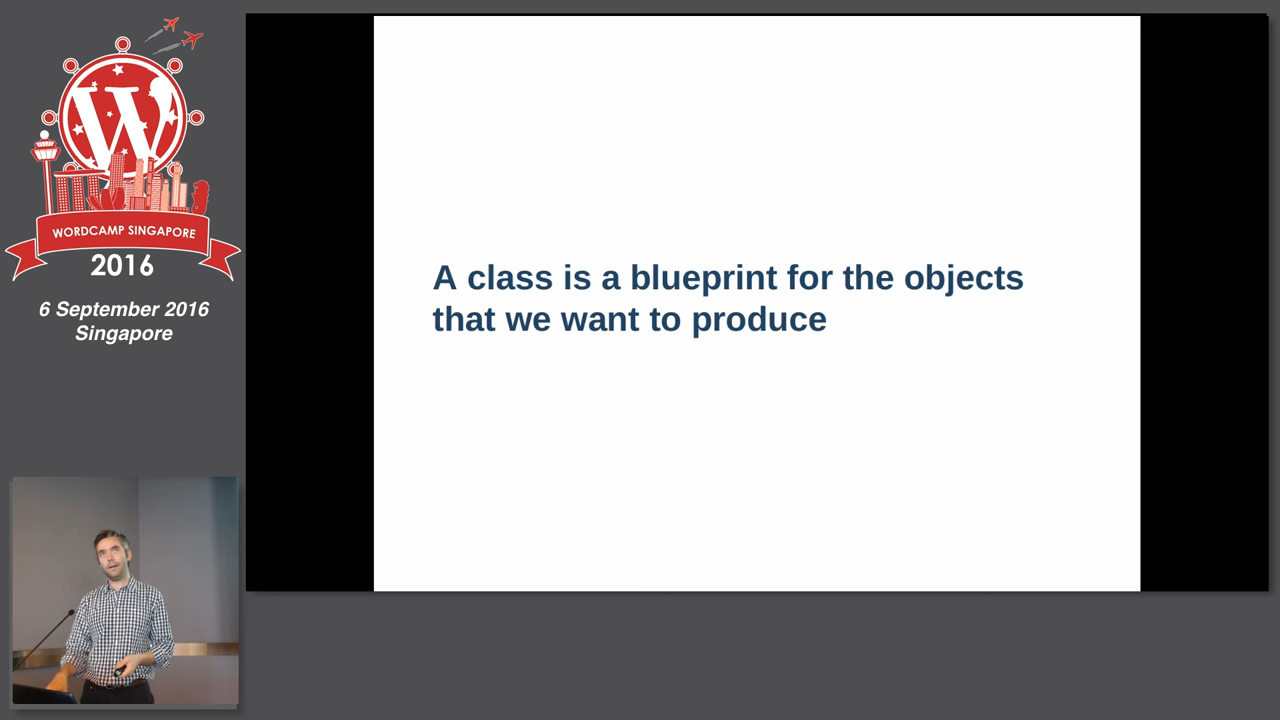 W
WORDCAMP SINGAPORE
2016
6 September 2016
Singapore
A class is a blueprint for the objects
that we want to produce